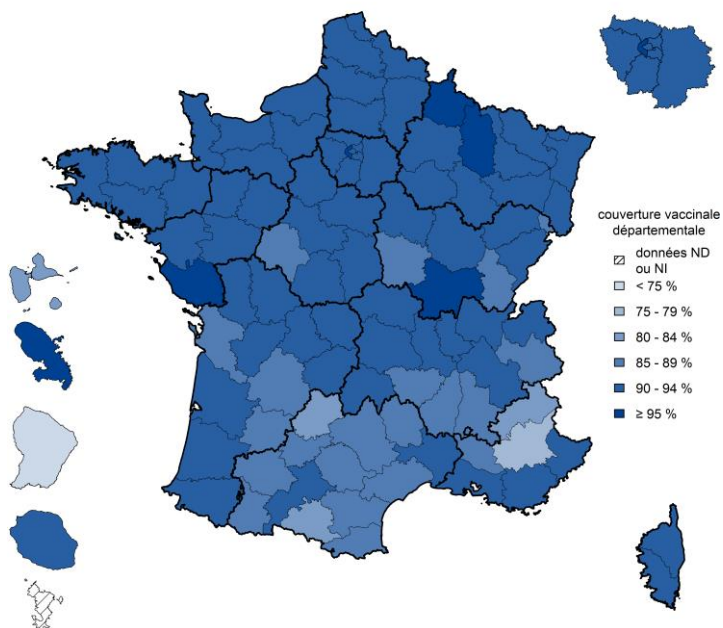 couverture vaccinale
départementale
données ND
ou NI
< 75 %
75 - 79 %
80 - 84 %
85 - 89 %
90 - 94 %
≥ 95 %